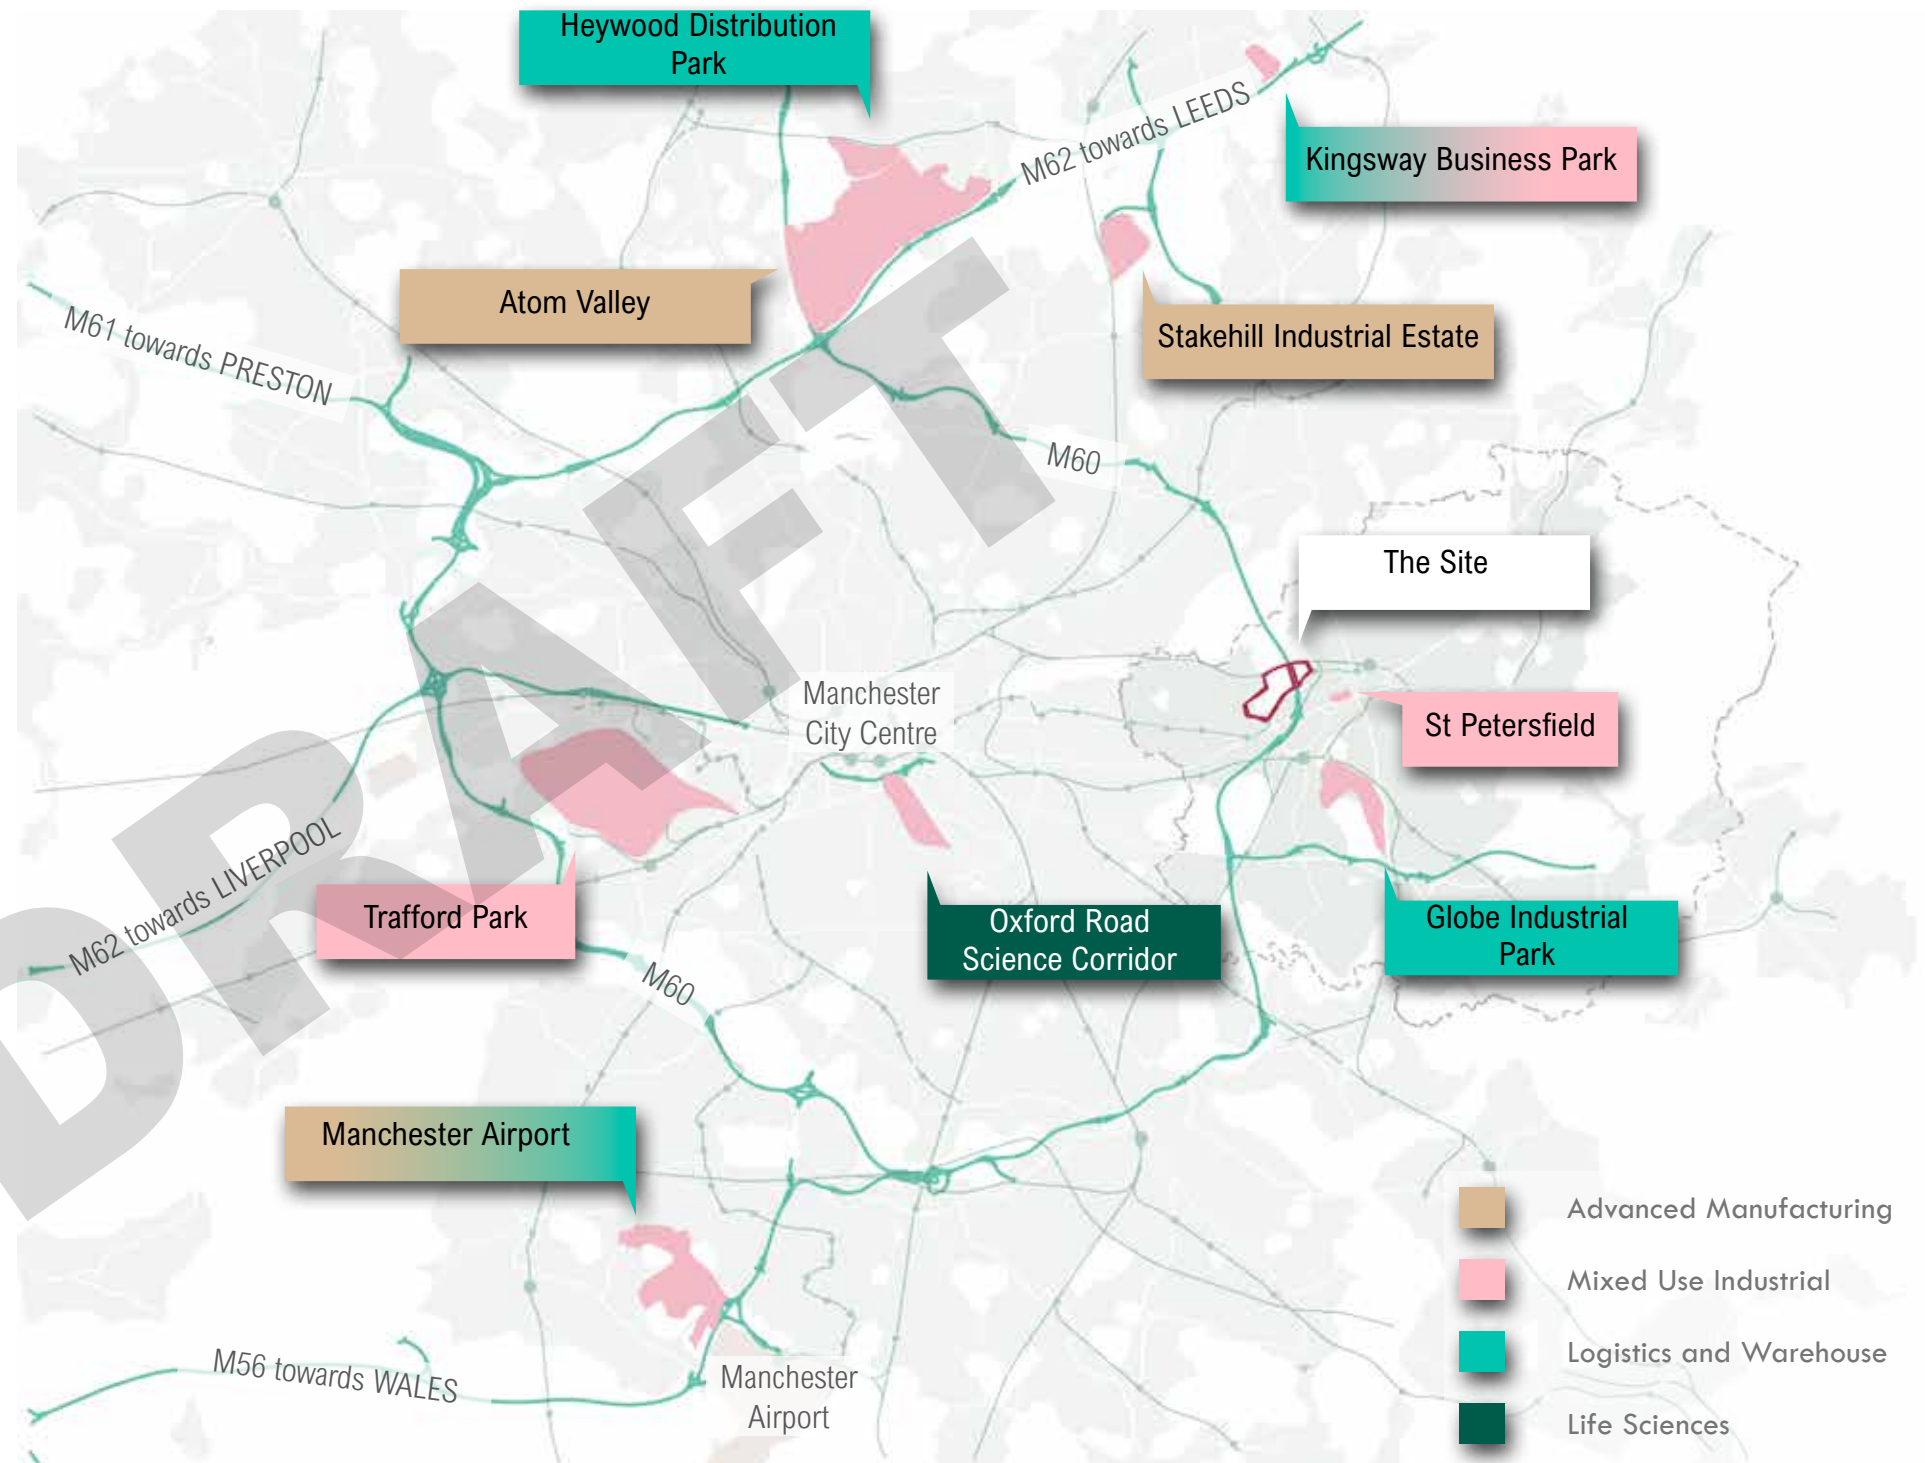 Heywood Distribution
Park
M62 towards LEEDS
Kingsway Business Park
Atom Valley
Stakehill Industrial Estate
M61 towards PRESTON
M60
The Site
Manchester
City Centre
St Petersfield
DRAFT
M62 towards LIVERPOOL
Trafford Park
Oxford Road
Science Corridor
Globe Industrial
Park
M60
Manchester Airport
M56 towards WALES
Manchester
Airport
Advanced Manufacturing
Mixed Use Industrial
Logistics and Warehouse
Life Sciences